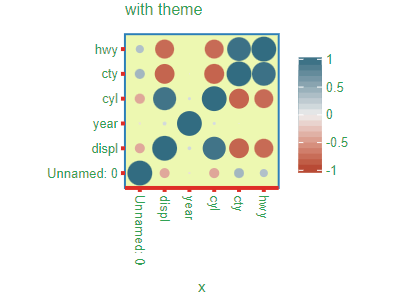 with theme
hwy
cty
cyl
year
displ
Unnamed: 0
1
0.5
0
-0.5
-1
Unnamed: 0
displ
year
cyl
cty
hwy
x